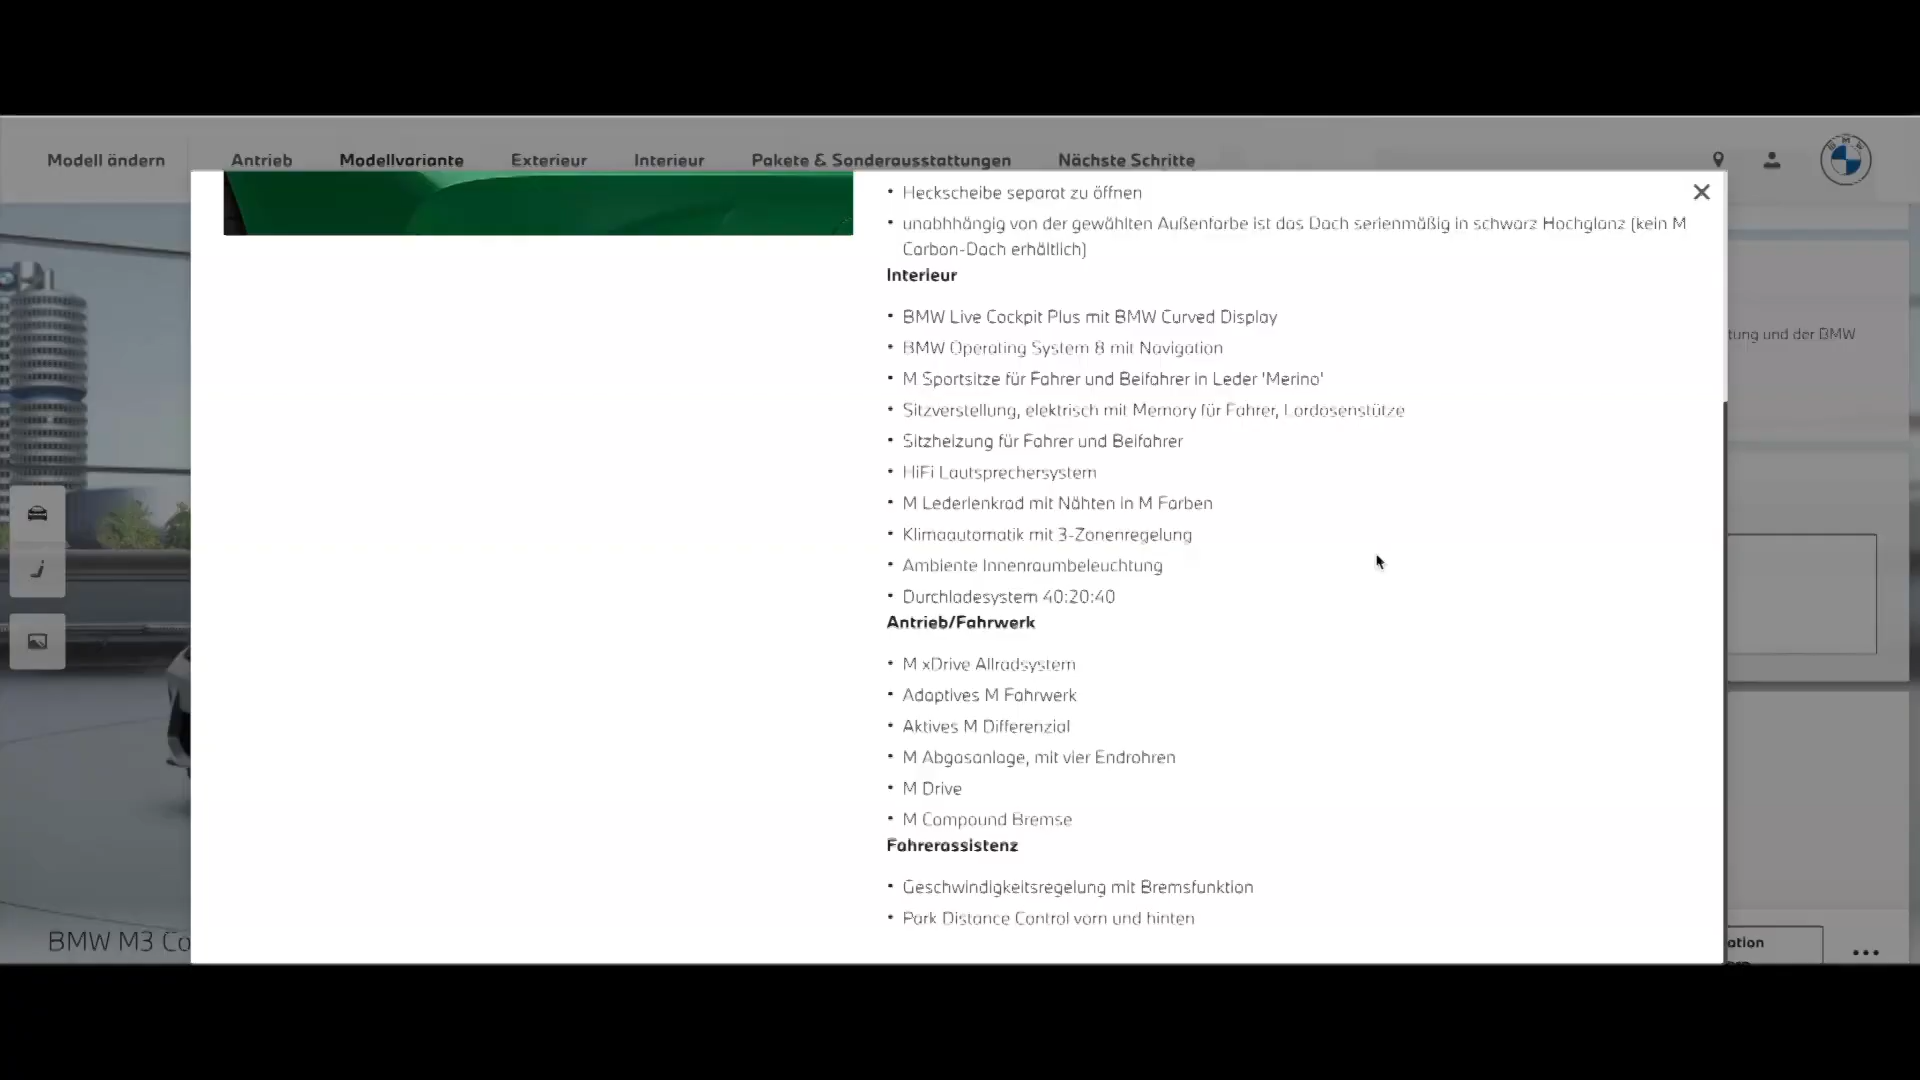 Modell ändern
Antrieb
Modellvariante
Exterieur
Interieur
Pakete & Sonderausstattungen
Nächste Schritte
BMW
• Heckscheibe separat zu öffnen
• unabhhängig von der gewählten Außenfarbe ist das Dach serienmäßig in schwarz Hochglanz (kein M
Carbon-Dach erhältlich)
Interieur
• BMW Live Cockpit Plus mit BMW Curved Display
tung und der BMW
• BMW Operating System 8 mit Navigation
• M Sportsitze für Fahrer und Beifahrer in Leder 'Merino'
• Sitzverstellung, elektrisch mit Memory für Fahrer, Lordosenstütze
• Sitzheizung für Fahrer und Beifahrer
• HiFi Lautsprechersystem
• M Lederlenkrad mit Nähten in M Farben
• Klimaautomatik mit 3-Zonenregelung
• Ambiente Innenraumbeleuchtung
• Durchladesystem 40:20:40
Antrieb/Fahrwerk
• M xDrive Allradsystem
• Adaptives M Fahrwerk
• Aktives M Differenzial
• M Abgasanlage, mit vier Endrohren
• M Drive
• M Compound Bremse
Fahrerassistenz
• Geschwindigkeitsregelung mit Bremsfunktion
• Park Distance Control vorn und hinten
BMW M3 Co
ation